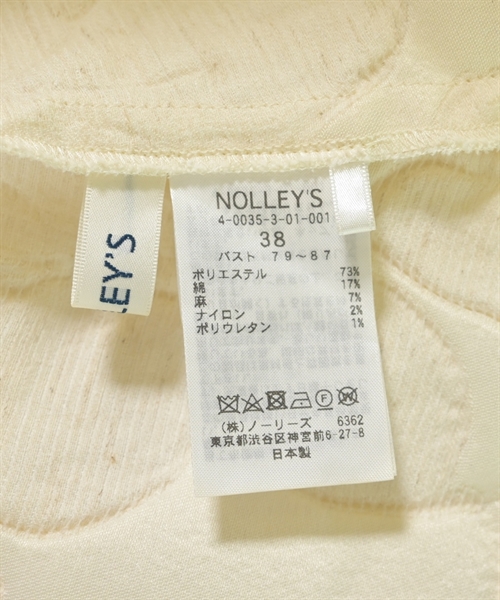 LEY'S
NOLLEY'S
4-0035-3-01-001
38
バスト 79~87
ポリエステル 73%
綿 17%
麻 7%
ナイロン 2%
ポリウレタン 1%
(株)ノーリーズ 6362
東京都渋谷区神宮前6-27-8
日本製